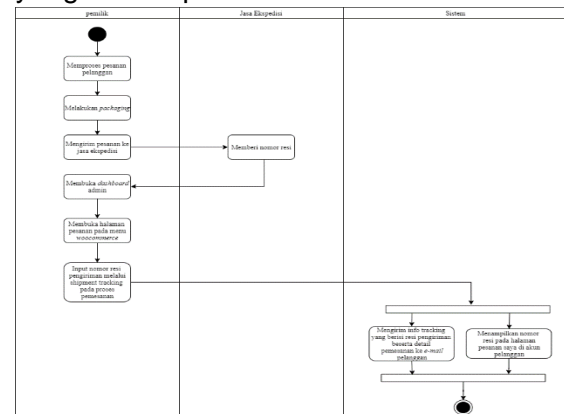 pemilik
Jasa Ekspedisi
Sistem
Memproses pesanan
pelanggan
Melakukan packaging
Mengirim pesanan ke
jasa ekspedisi
Memberi nomor resi
Membuka dashboard
admin
Membuka halaman
pesanan pada menu
woocommerce
Input nomor resi
pengiriman melalui
shipment tracking
pada proses
pemesanan
Mengirim info tracking
yang berisi resi pengiriman
beserta detail
pemesanan ke e-mail
pelanggan
Menampilkan nomor
resi pada halaman
pesanan saya di akun
pelanggan